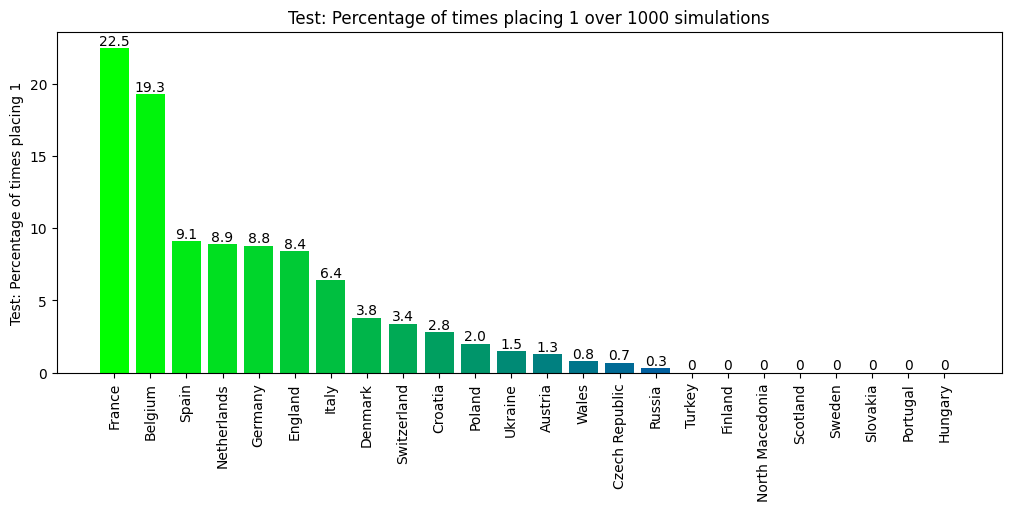 Test: Percentage of times placing 1 over 1000 simulations
Test: Percentage of times placing 1
20
15
10
5
0
22.5
19.3
9.1
8.9
8.8
8.4
6.4
3.8
3.4
2.8
2.0
1.5
1.3
0.8
0.7
0.3
0
0
0
0
0
0
0
0
France
Belgium
Spain
Netherlands
Germany
England
Italy
Denmark
Switzerland
Croatia
Poland
Ukraine
Austria
Wales
Czech Republic
Russia
Turkey
Finland
North Macedonia
Scotland
Sweden
Slovakia
Portugal
Hungary